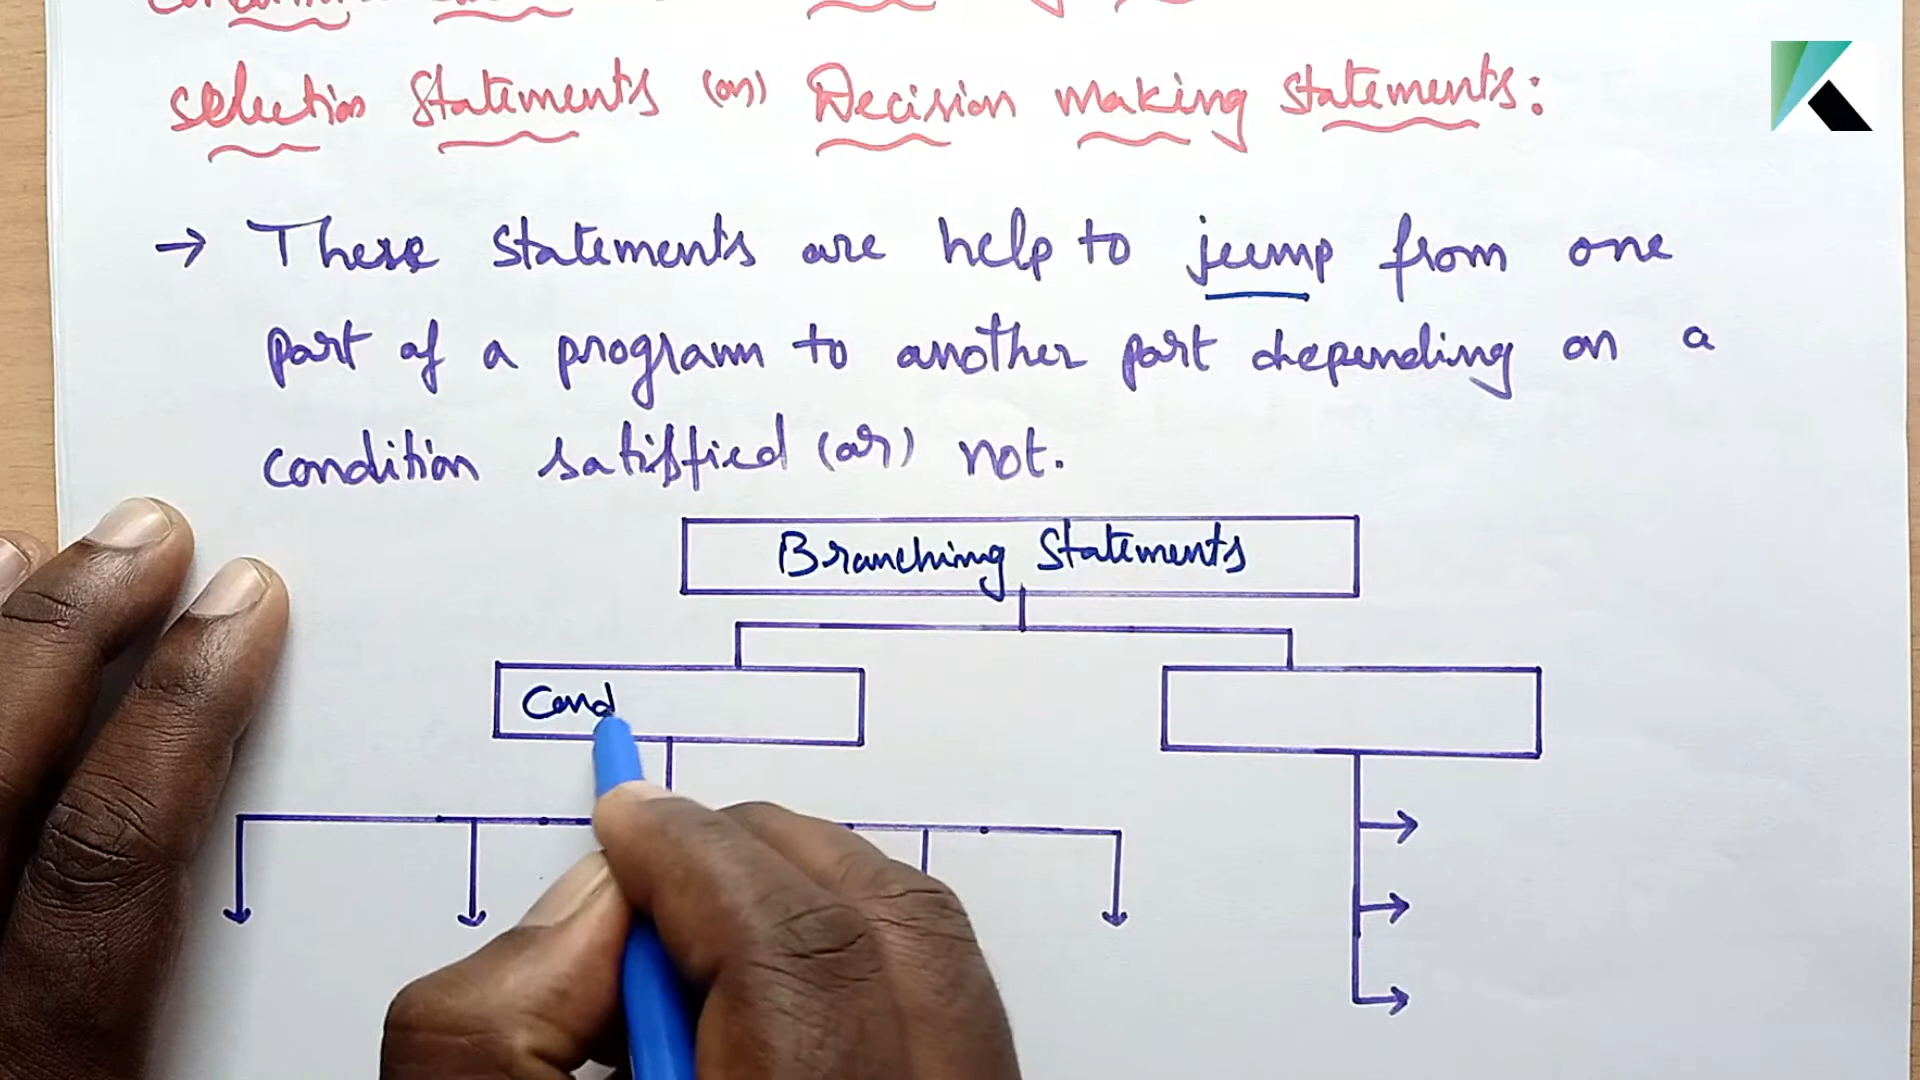 selection Statements (or) Decision making statements:
→ These statements are help to jump from one
part of a program to another part depending on a
condition satisfied (or) not.
Branching Statements
Cond